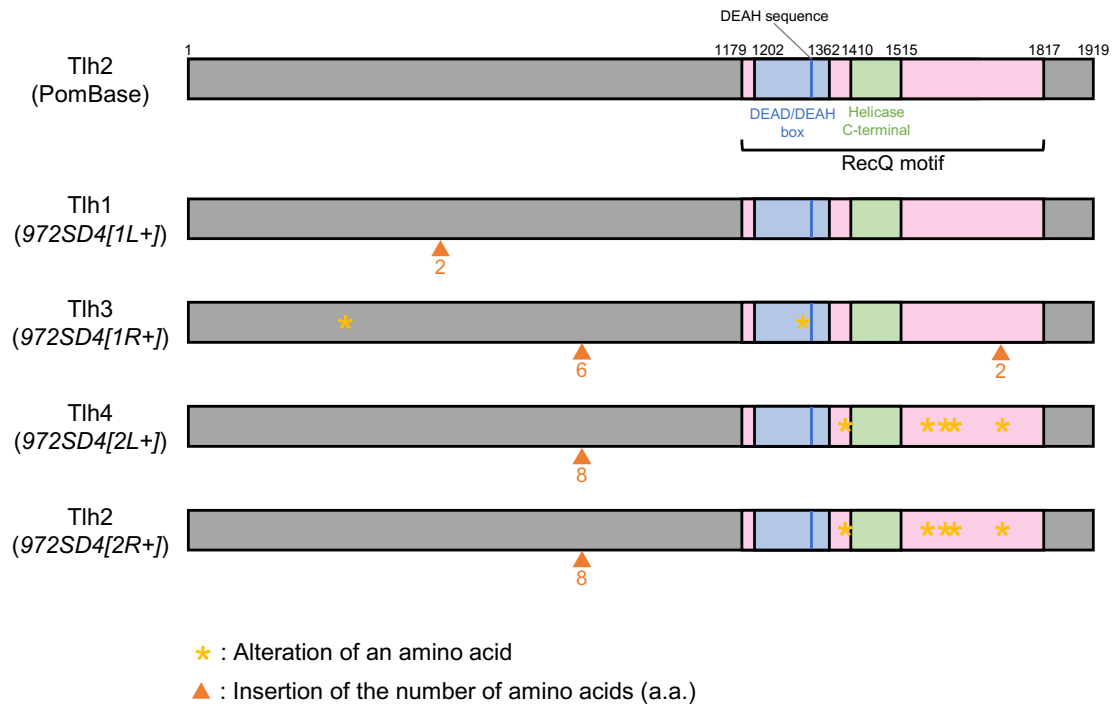 DEAH sequence
1 1179 1202 1362 1410 1515 1817 1919
Tlh2
(PomBase)
DEAD/DEAH
box
Helicase
C-terminal
RecQ motif
Tlh1
(972SD4[1L+])
2
Tlh3
(972SD4[1R+])
* *
6 2
Tlh4
(972SD4[2L+])
* * * * *
8
Tlh2
(972SD4[2R+])
* * * * *
8
* : Alteration of an amino acid
▲ : Insertion of the number of amino acids (a.a.)